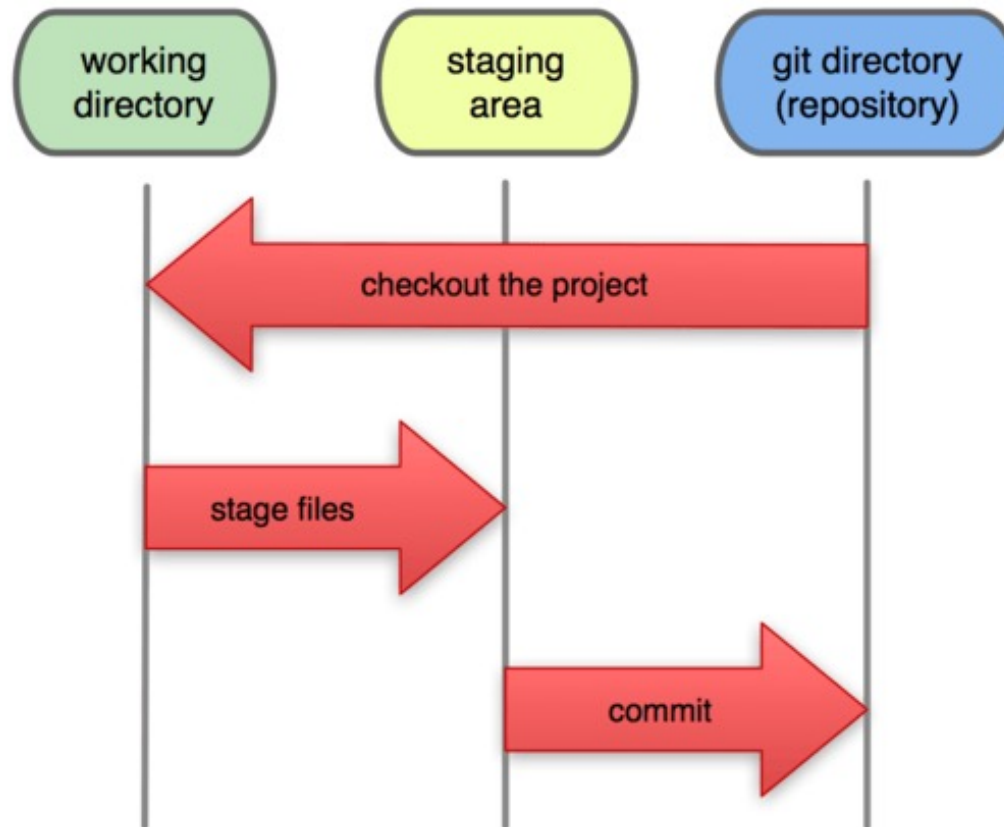 working
directory
staging
area
git directory
(repository)
checkout the project
stage files
commit